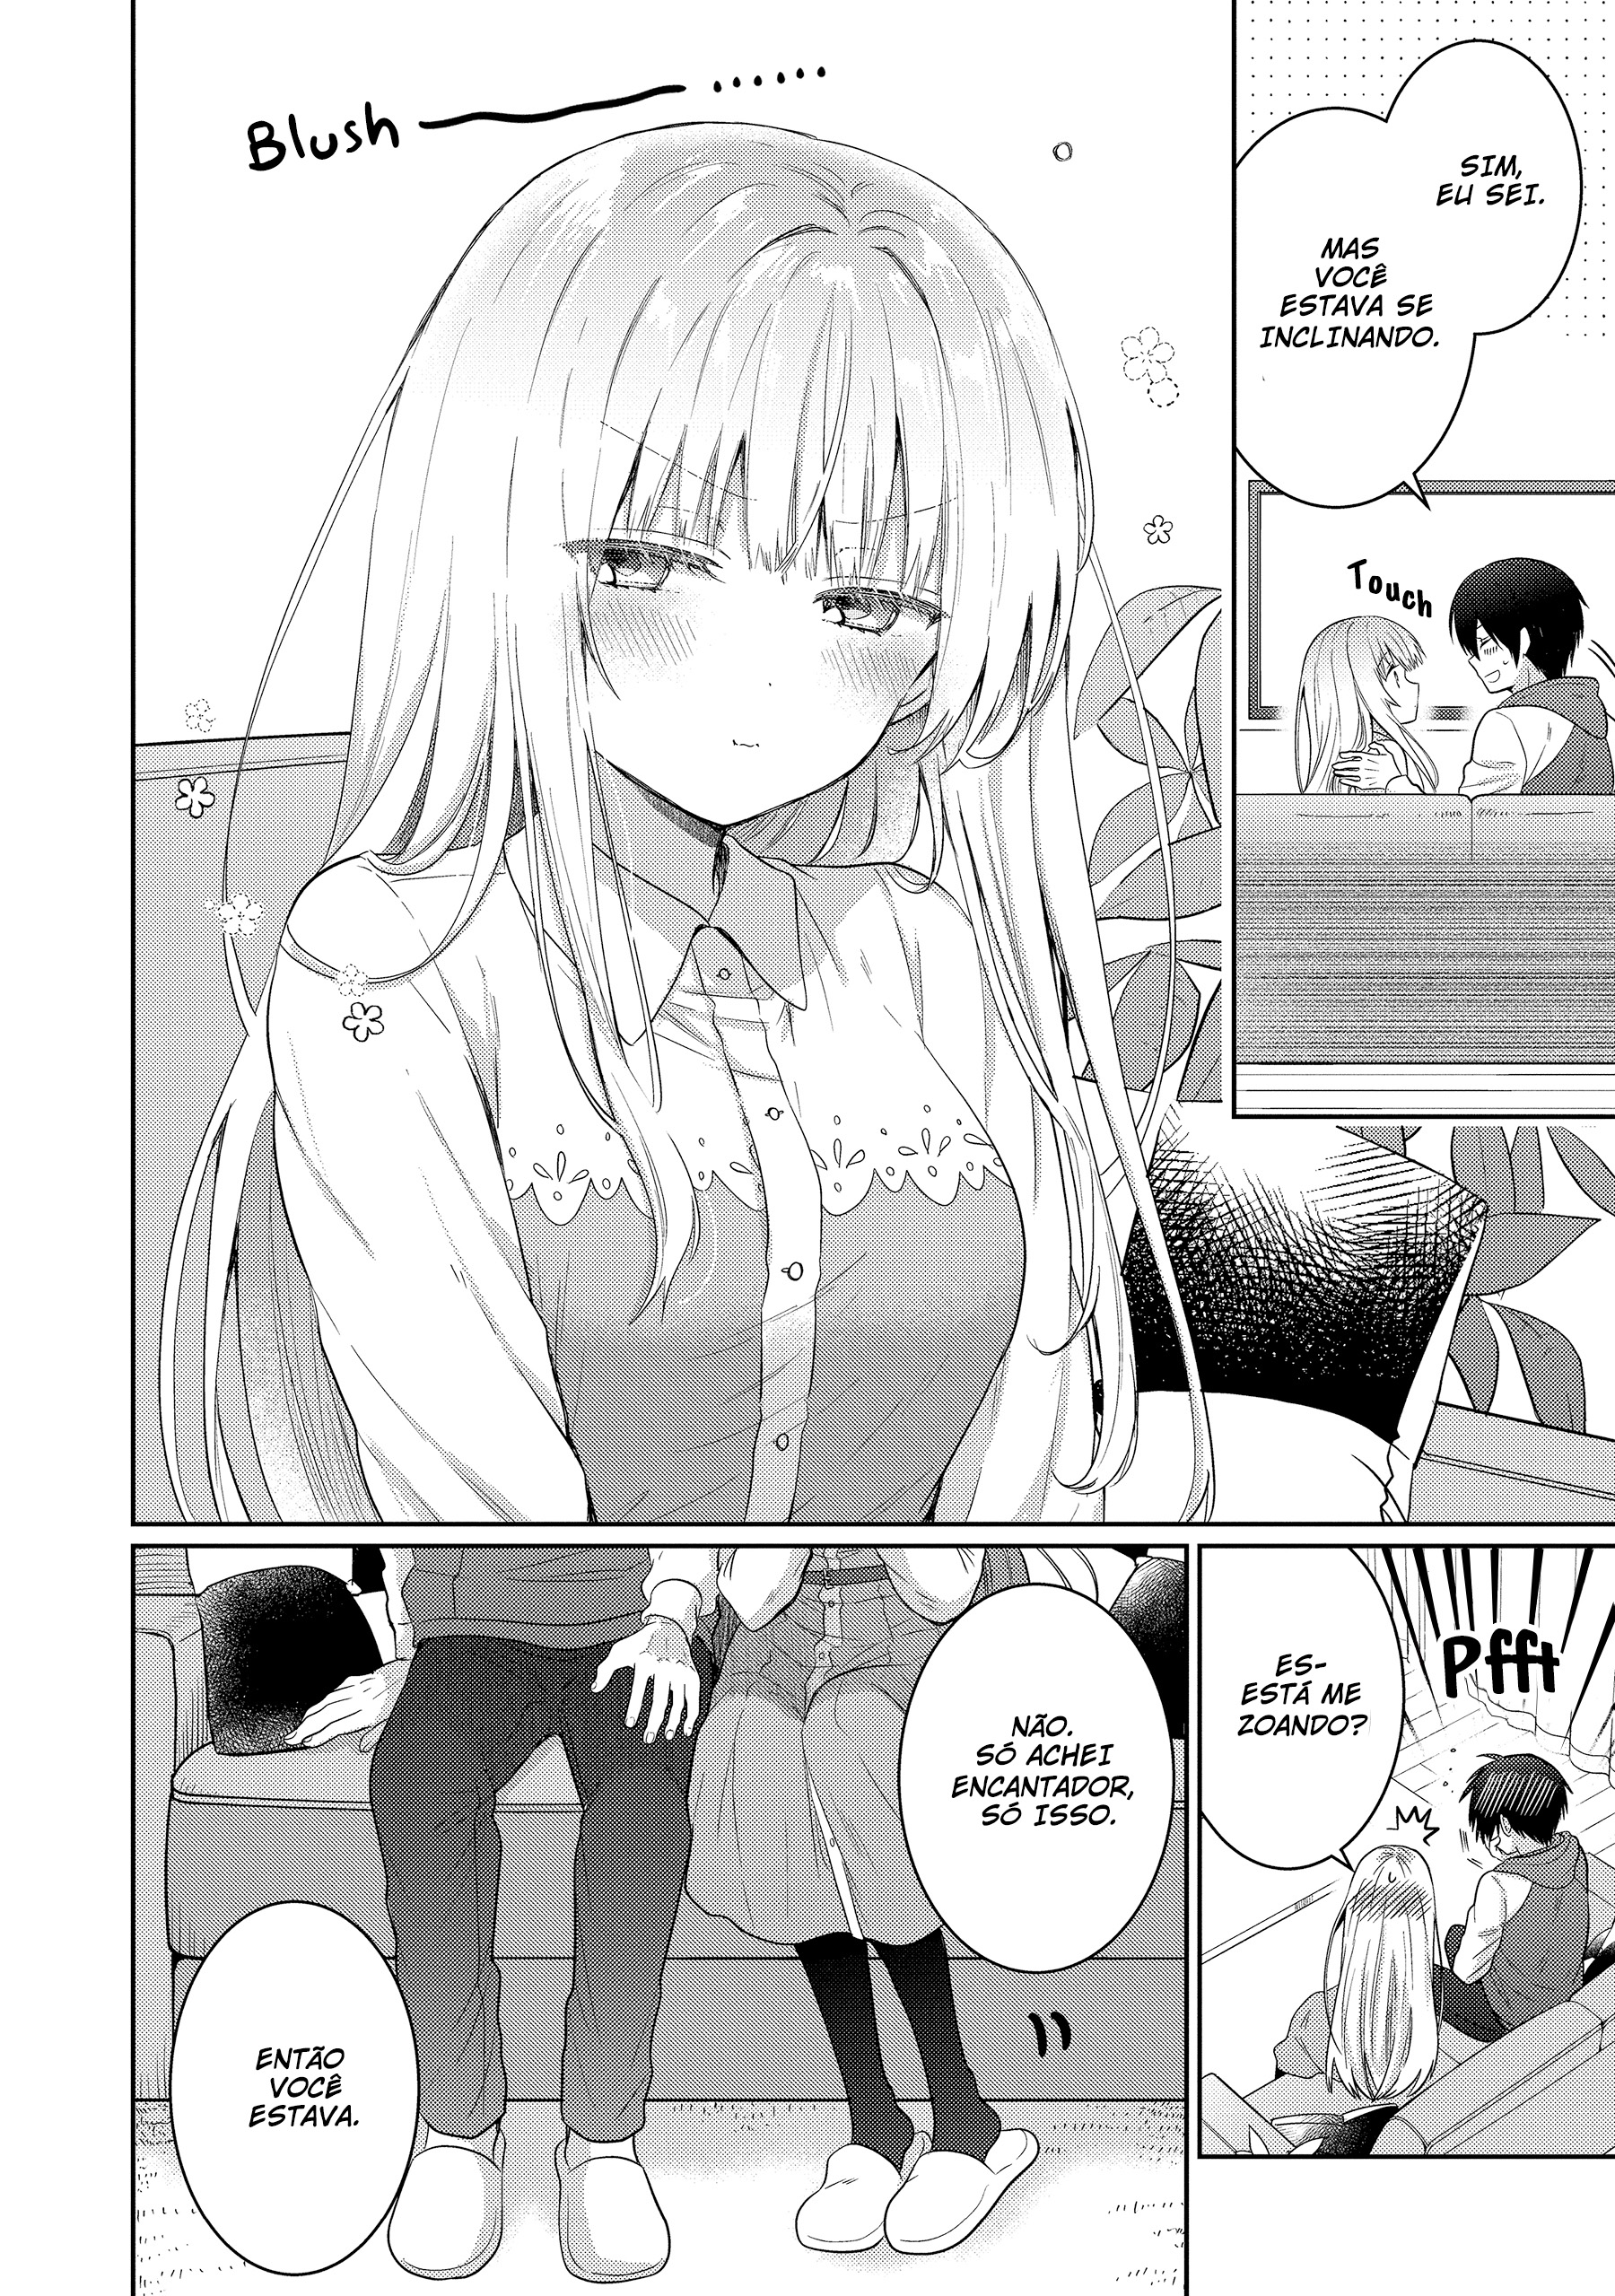 SIM,
EU SEI.
MAS
VOCÊ
ESTAVA SE
INCLINANDO.
Touch
Blush
Pfft
ES-
ESTÁ ME
ZOANDO?
NÃO.
SÓ ACHEI
ENCANTADOR,
SÓ ISSO.
ENTÃO
VOCÊ
ESTAVA.